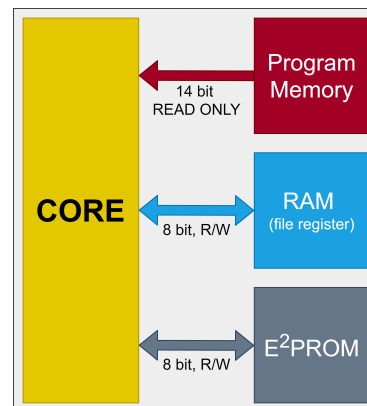 Program
Memory
14 bit
READ ONLY
CORE
RAM
(file register)
8 bit, R/W
E²PROM
8 bit, R/W